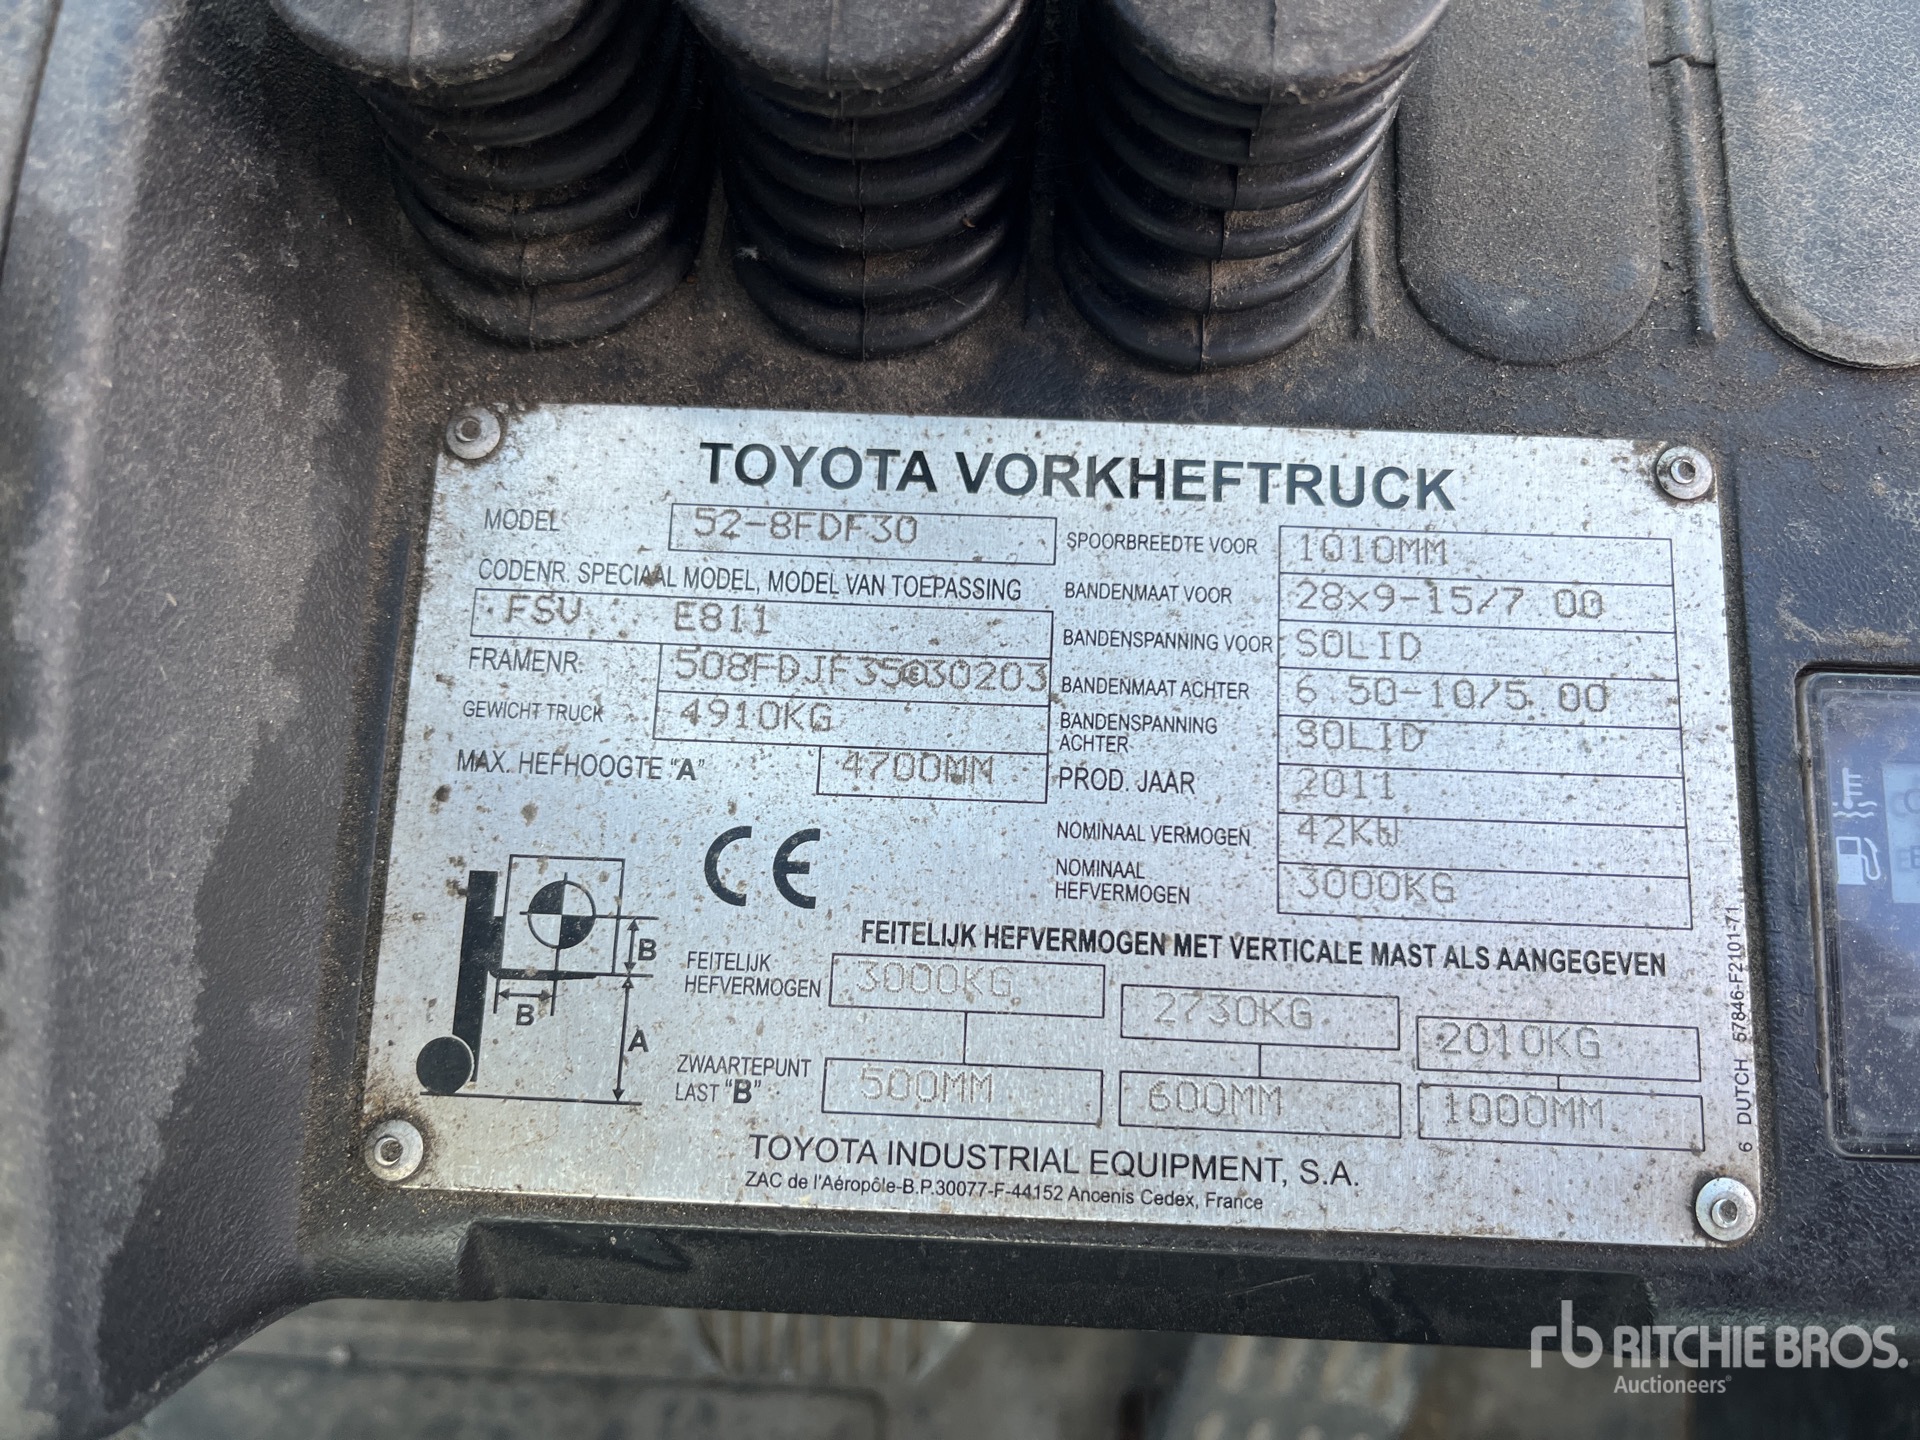 TOYOTA VORKHEFTRUCK
MODEL 52-8FDF30
CODENR. SPECIAAL MODEL, MODEL VAN TOEPASSING
FSV E811
FRAMENR. 508FDJF35 30203
GEWICHT TRUCK 4910KG
MAX. HEFHOOGTE "A" 4700MM
SPOORBREEDTE VOOR 1010MM
BANDENMAAT VOOR 28x9-15/7.00
BANDENSPANNING VOOR SOLID
BANDENMAAT ACHTER 6.50-10/5.00
BANDENSPANNING
ACHTER SOLID
PROD. JAAR 2011
NOMINAAL VERMOGEN 42KW
NOMINAAL
HEFVERMOGEN 3000KG
CE
B
B
A
FEITELIJK HEFVERMOGEN MET VERTICALE MAST ALS AANGEGEVEN
FEITELIJK
HEFVERMOGEN 3000KG 2730KG 2010KG
ZWAARTEPUNT
LAST "B" 500MM 600MM 1000MM
TOYOTA INDUSTRIAL EQUIPMENT, S.A.
ZAC de l'Aéropôle-B.P.30077-F-44152 Ancenis Cedex, France
6 DUTCH 57846-F2101-71
rb RITCHIE BROS.
Auctioneers